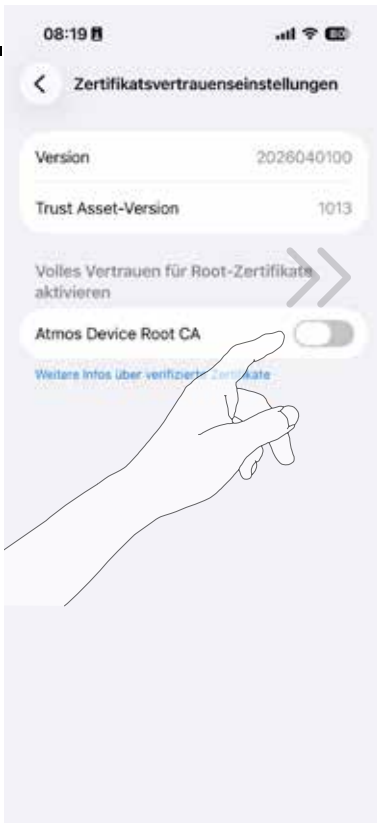 08:19
80
Zertifikatsvertrauenseinstellungen
Version 2026040100
Trust Asset-Version 1013
Volles Vertrauen für Root-Zertifikate
aktivieren
Atmos Device Root CA
Weitere Infos über verifizierte Zertifikate